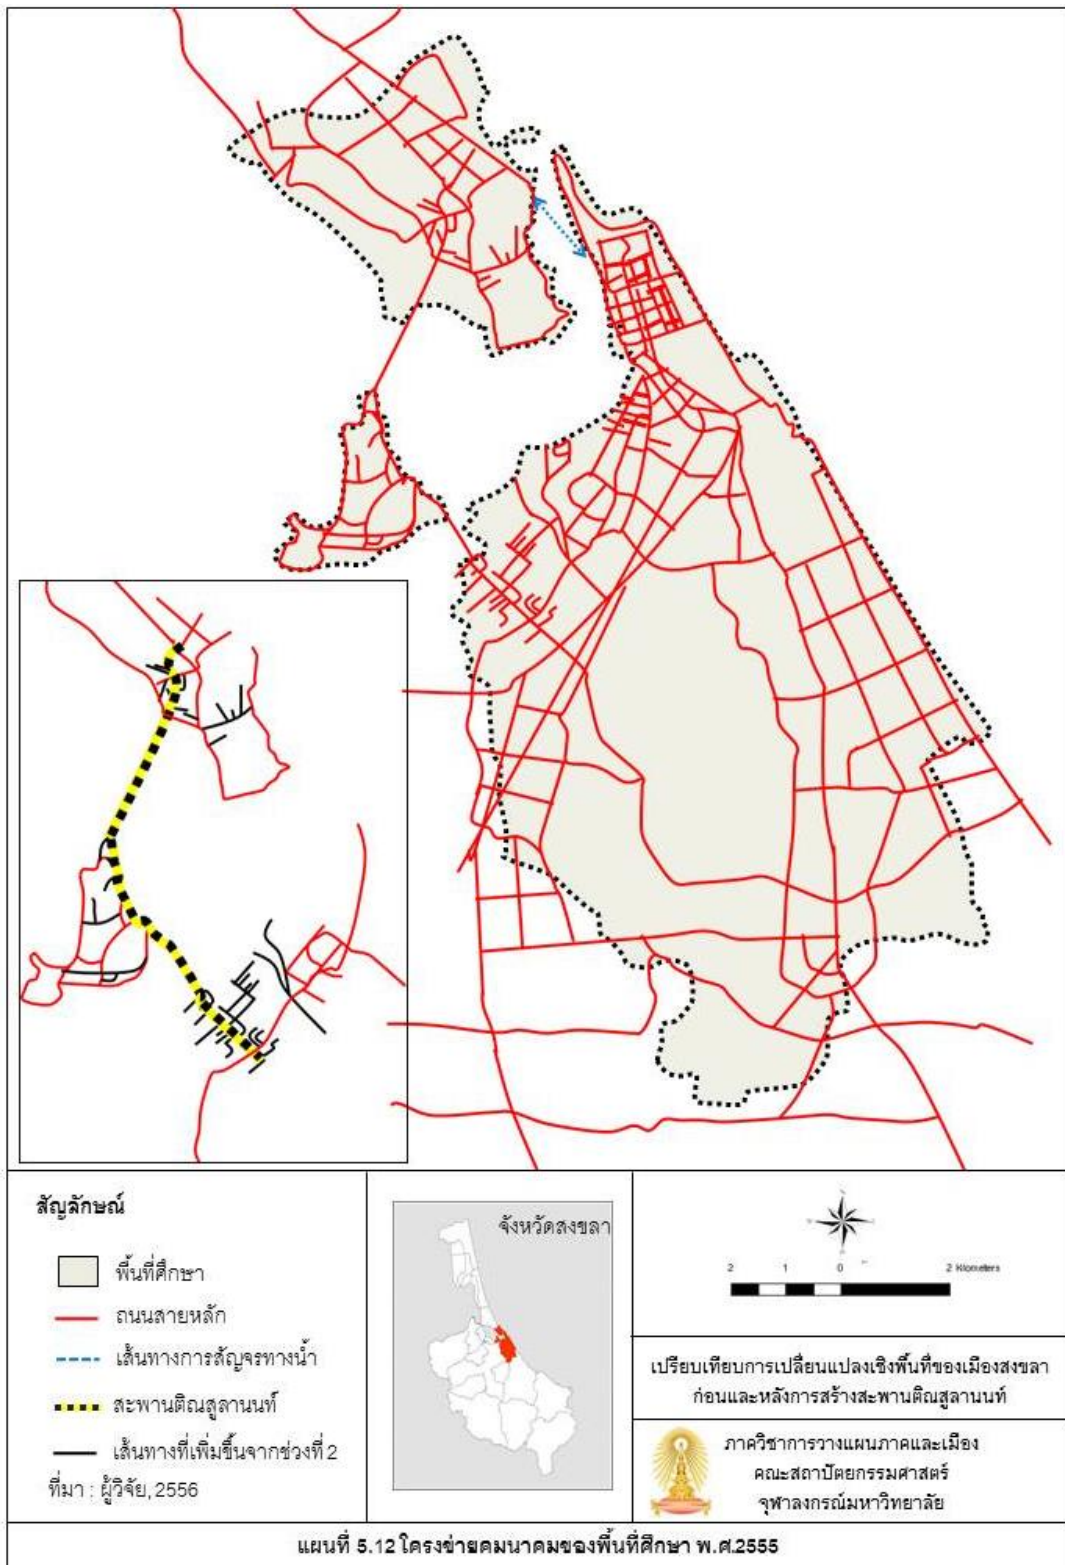 สัญลักษณ์
พื้นที่ศึกษา
ถนนสายหลัก
เส้นทางการสัญจรทางน้ำ
สะพานติณสูลานนท์
เส้นทางที่เพิ่มขึ้นจากช่วงที่ 2
ที่มา : ผู้วิจัย, 2556
จังหวัดสงขลา
2 1 0 2 Kilometers
เปรียบเทียบการเปลี่ยนแปลงเชิงพื้นที่ของเมืองสงขลา
ก่อนและหลังการสร้างสะพานติณสูลานนท์
ภาควิชาการวางแผนภาคและเมือง
คณะสถาปัตยกรรมศาสตร์
จุฬาลงกรณ์มหาวิทยาลัย
แผนที่ 5.12 โครงข่ายคมนาคมของพื้นที่ศึกษา พ.ศ.2555